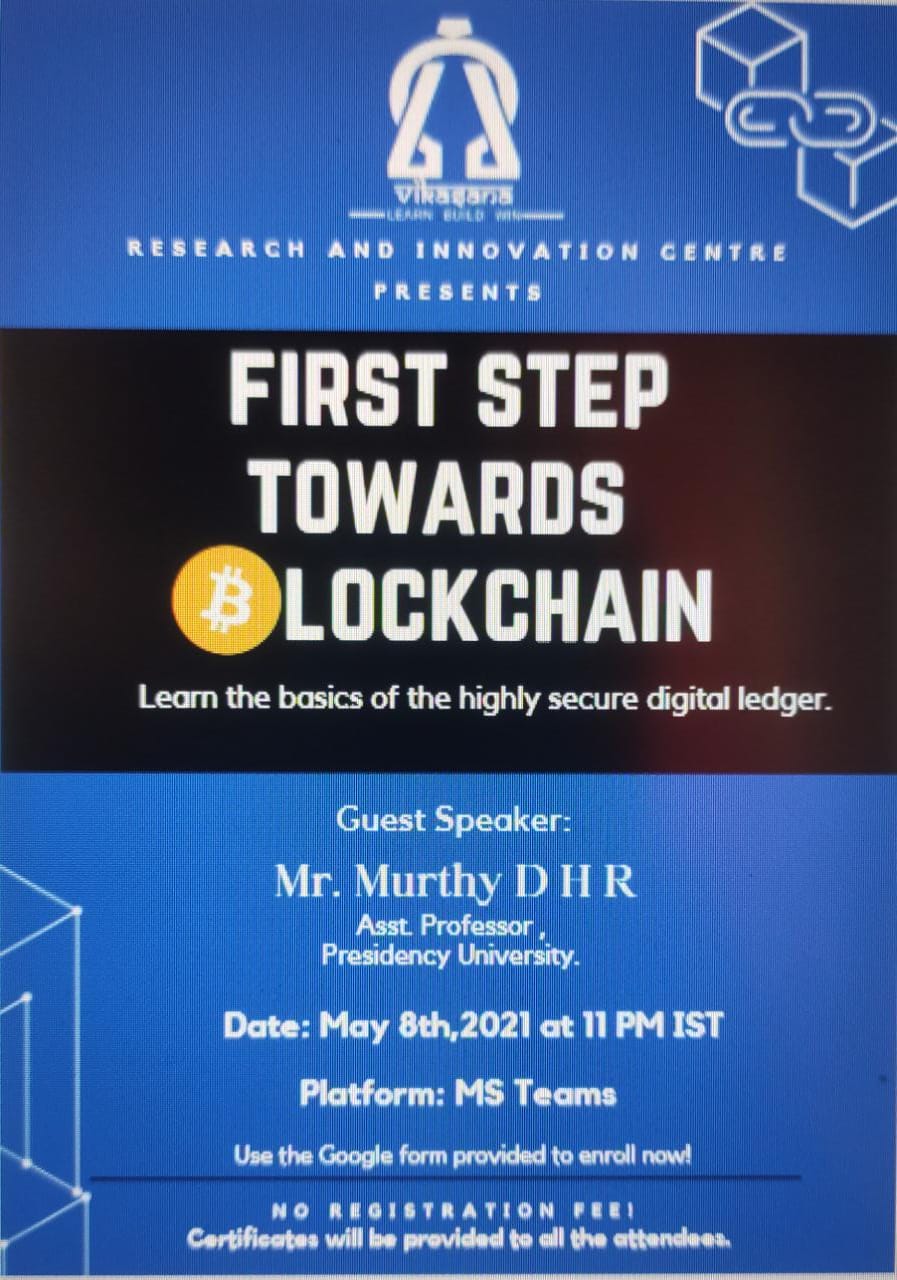 Vikasana
LEARN BUILD WIN
RESEARCH AND INNOVATION CENTRE
PRESENTS
FIRST STEP
TOWARDS
BLOCKCHAIN
Learn the basics of the highly secure digital ledger.
Guest Speaker:
Mr. Murthy D H R
Asst. Professor ,
Presidency University.
Date: May 8th,2021 at 11 PM IST
Platform: MS Teams
Use the Google form provided to enroll now!
NO REGISTRATION FEE!
Certificates will be provided to all the attendees.